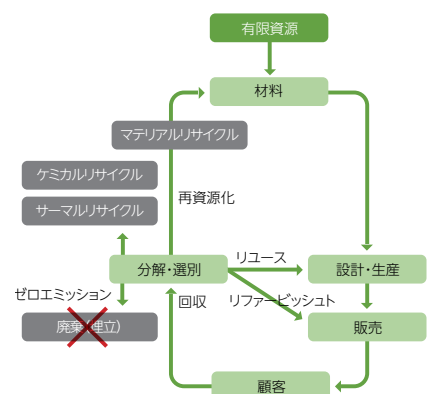 有限資源
材料
マテリアルリサイクル
ケミカルリサイクル
再資源化
サーマルリサイクル
分解・選別
リユース
設計・生産
ゼロエミッション
回収
リファービッシュト
廃棄(埋立)
販売
顧客